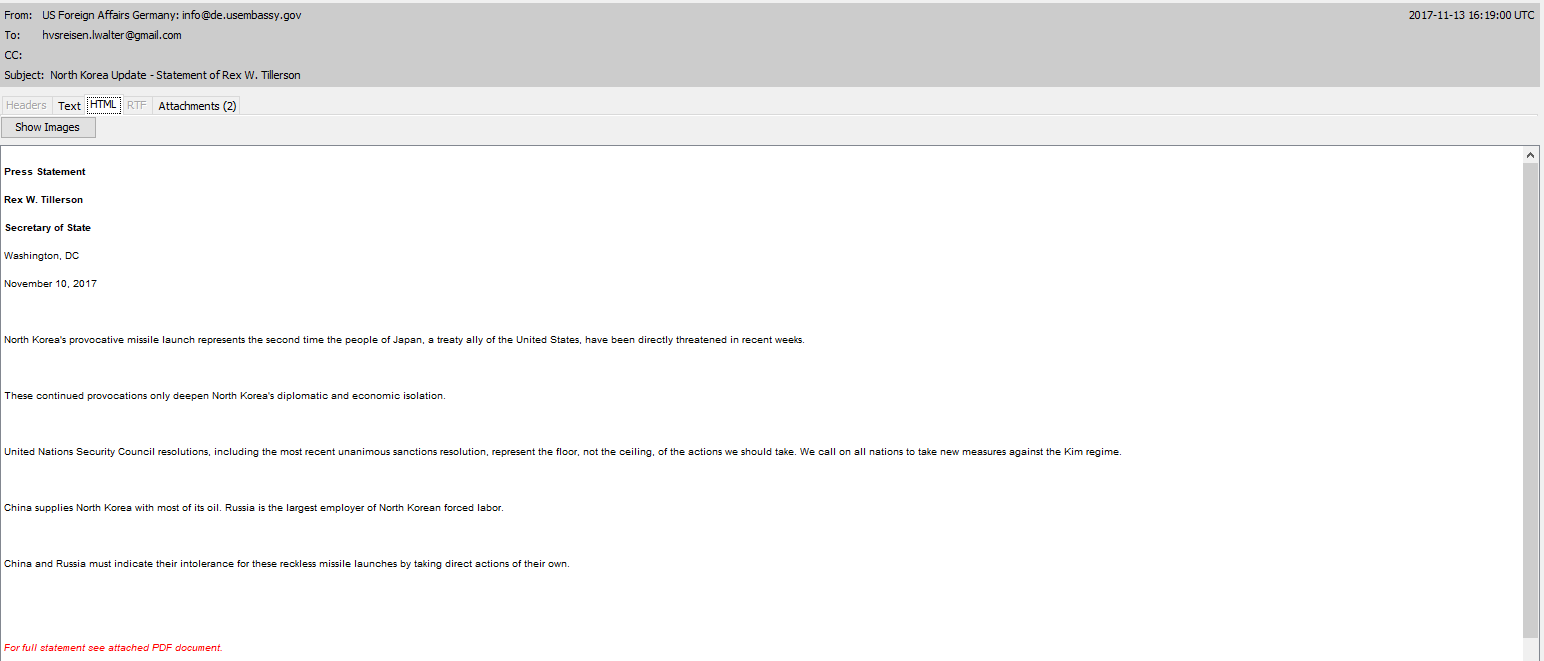 From: US Foreign Affairs Germany: info@de.usembassy.gov 2017-11-13 16:19:00 UTC
To: hvsreisen.lwalter@gmail.com
CC:
Subject: North Korea Update - Statement of Rex W. Tillerson
Headers Text HTML RTF Attachments (2)
Show Images
Press Statement
Rex W. Tillerson
Secretary of State
Washington, DC
November 10, 2017
North Korea's provocative missile launch represents the second time the people of Japan, a treaty ally of the United States, have been directly threatened in recent weeks.
These continued provocations only deepen North Korea's diplomatic and economic isolation.
United Nations Security Council resolutions, including the most recent unanimous sanctions resolution, represent the floor, not the ceiling, of the actions we should take. We call on all nations to take new measures against the Kim regime.
China supplies North Korea with most of its oil. Russia is the largest employer of North Korean forced labor.
China and Russia must indicate their intolerance for these reckless missile launches by taking direct actions of their own.
For full statement see attached PDF document.